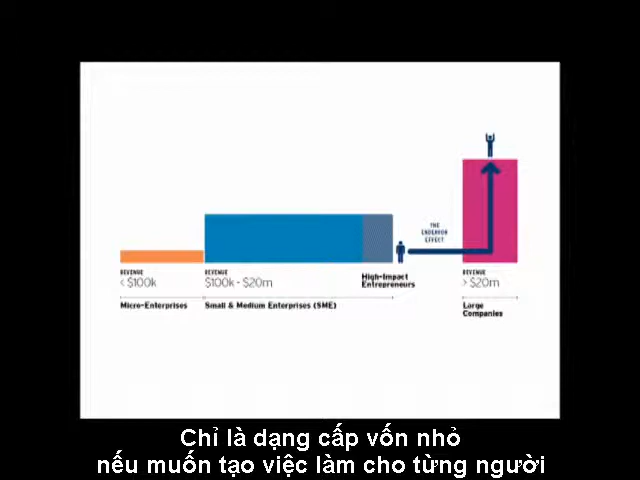 THE
ENDEAVOR
EFFECT
REVENUE
< $100k
REVENUE
$100k - $20m
High-Impact
Entrepreneurs
REVENUE
> $20m
Micro-Enterprises
Small & Medium Enterprises (SME)
Large
Companies
Chỉ là dạng cấp vốn nhỏ
nếu muốn tạo việc làm cho từng người